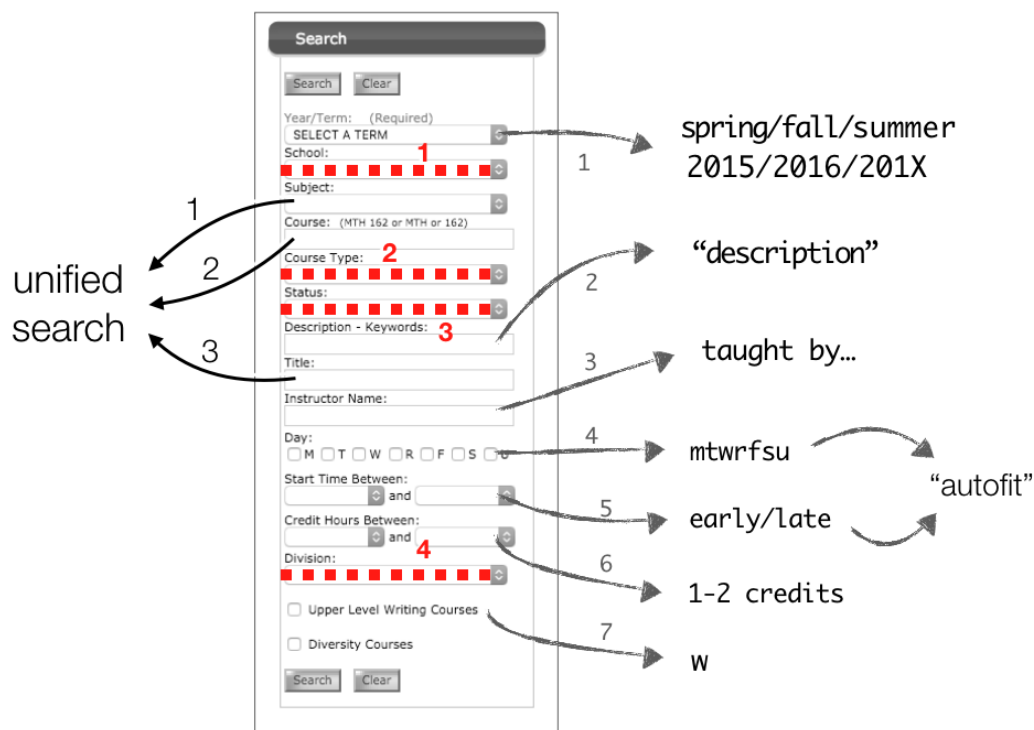 Search
Search Clear
Year/Term: (Required)
SELECT A TERM
1
spring/fall/summer
2015/2016/201X
School:
1
Subject:
1
Course: (MTH 162 or MTH or 162)
2
unified
search
Course Type:
2
“description”
2
Status:
3
Description - Keywords:
3
Title:
taught by…
3
Instructor Name:
Day:
M T W R F S U
4
mtwrfsu
“autofit”
Start Time Between:
and
5
early/late
Credit Hours Between:
and
6
1-2 credits
4
Division:
Upper Level Writing Courses
7
w
Diversity Courses
Search Clear